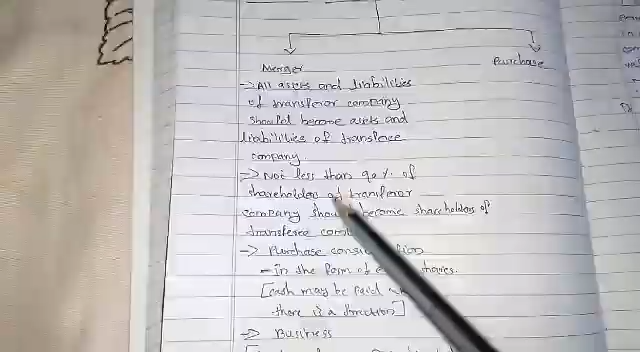 Merger
Purchase
→ All assets and liabilities
of transferor company
should become assets and
liabilities of transferee
company.
→ Not less than 90% of
shareholders of transferor
company should become shareholders of
transferee
→ Purchase consideration
- in the form of shares.
[cash may be paid
there is a fraction]
→ Business